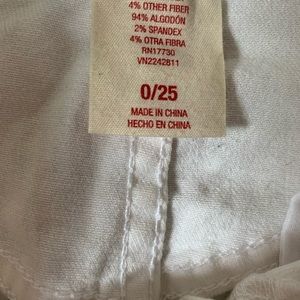 4% OTHER FIBER
94% ALGODÓN
2% SPANDEX
4% OTRA FIBRA
RN17730
VN2242811
0/25
MADE IN CHINA
HECHO EN CHINA